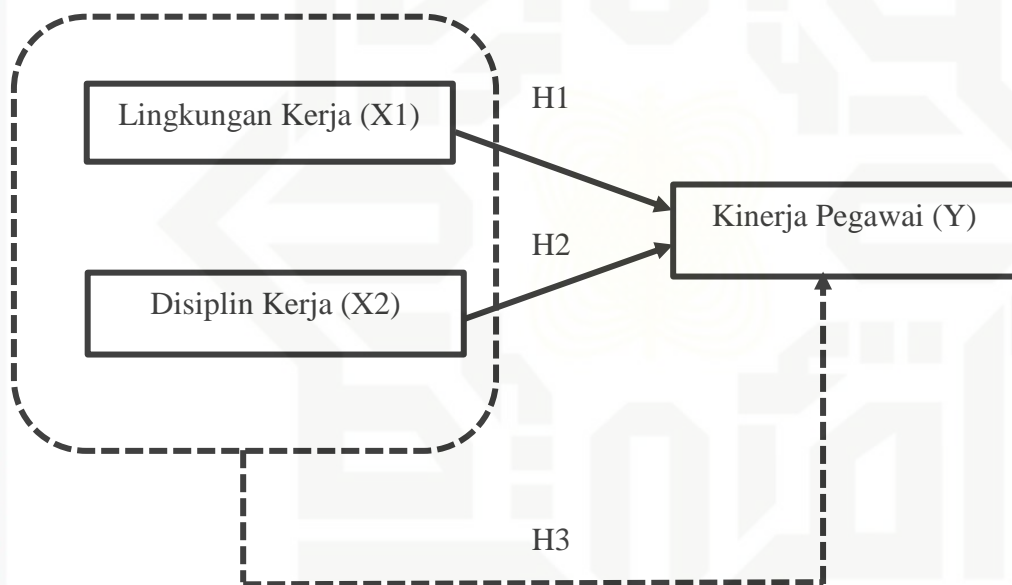 Lingkungan Kerja (X1)
H1
Kinerja Pegawai (Y)
H2
Disiplin Kerja (X2)
H3